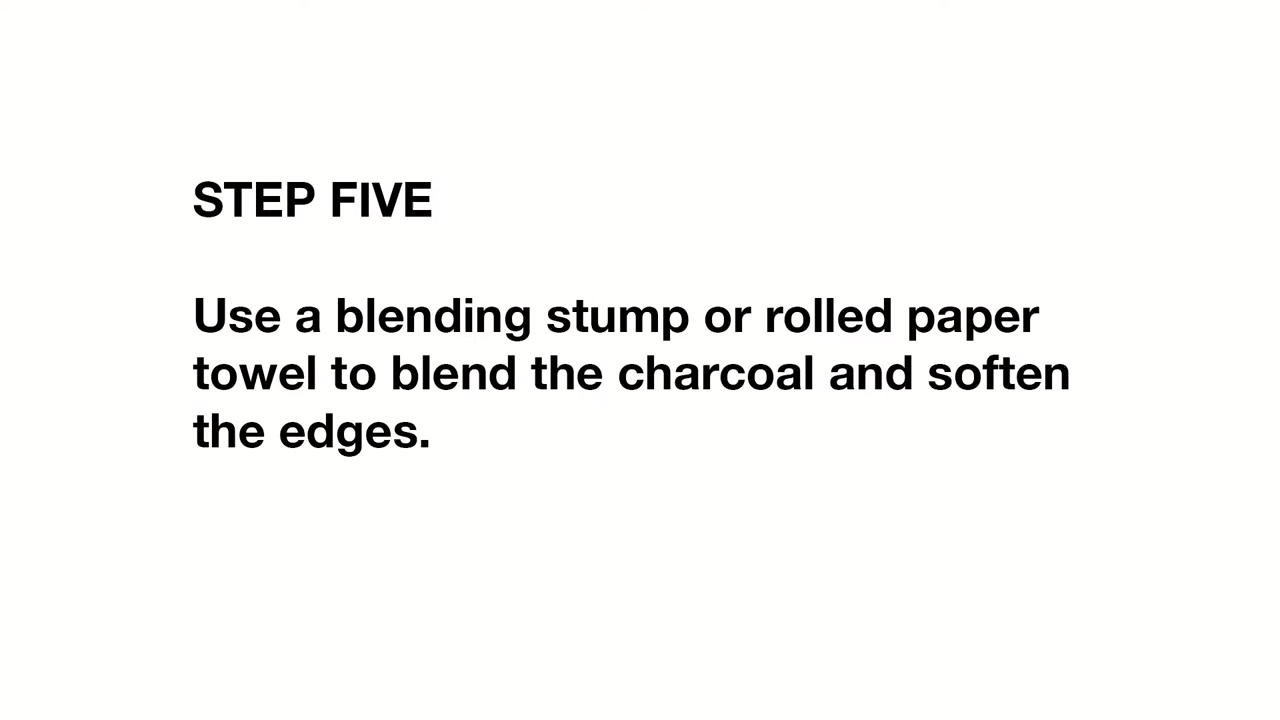 STEP FIVE
Use a blending stump or rolled paper
towel to blend the charcoal and soften
the edges.